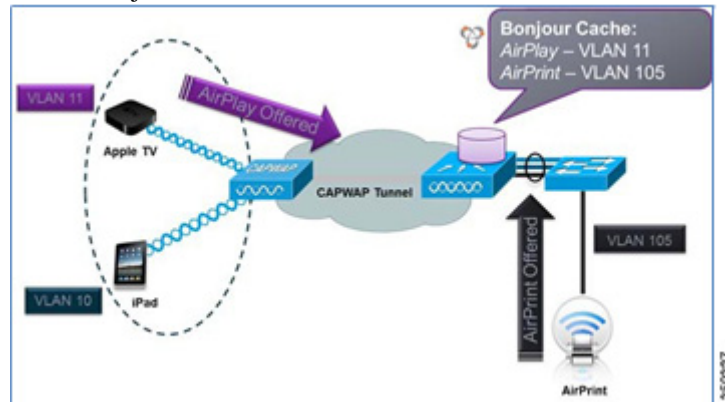 Bonjour Cache:
AirPlay – VLAN 11
AirPrint – VLAN 105
VLAN 11
AirPlay Offered
Apple TV
CAPWAP
CAPWAP Tunnel
VLAN 10
iPad
AirPrint Offered
VLAN 105
AirPrint